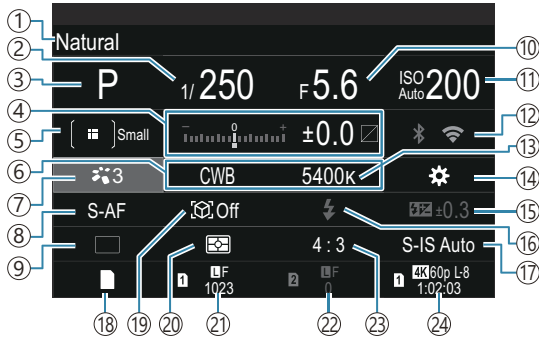 ①
Natural
②
③
P
1/250
F5.6
⑩
ISO Auto 200
⑪
④
− 0 +
±0.0
⑤
Small
⑫
⑥
CWB
5400K
⑬
⑦
3
⑭
⑧
S-AF
Off
±0.3
⑮
⑨
4:3
⑯
S-IS Auto
⑰
1
LF
1023
2
LF
0
1
4K 60p L-8
1:02:03
⑱
⑲
⑳
㉑
㉒
㉓
㉔